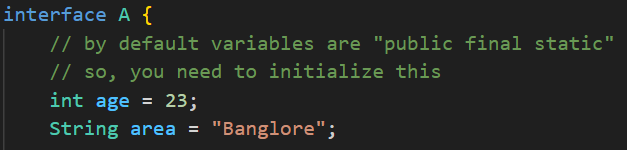 interface A {
// by default variables are "public final static"
// so, you need to initialize this
int age = 23;
String area = "Banglore";